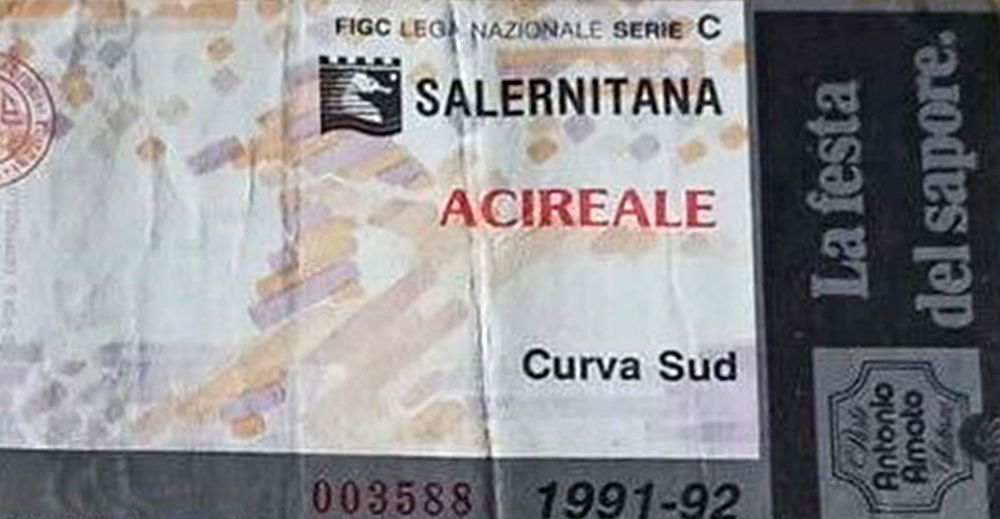 FIGC LEGA NAZIONALE SERIE C
SALERNITANA
ACIREALE
Curva Sud
003588
1991-92
La festa
del sapore.
Antonio
Amato